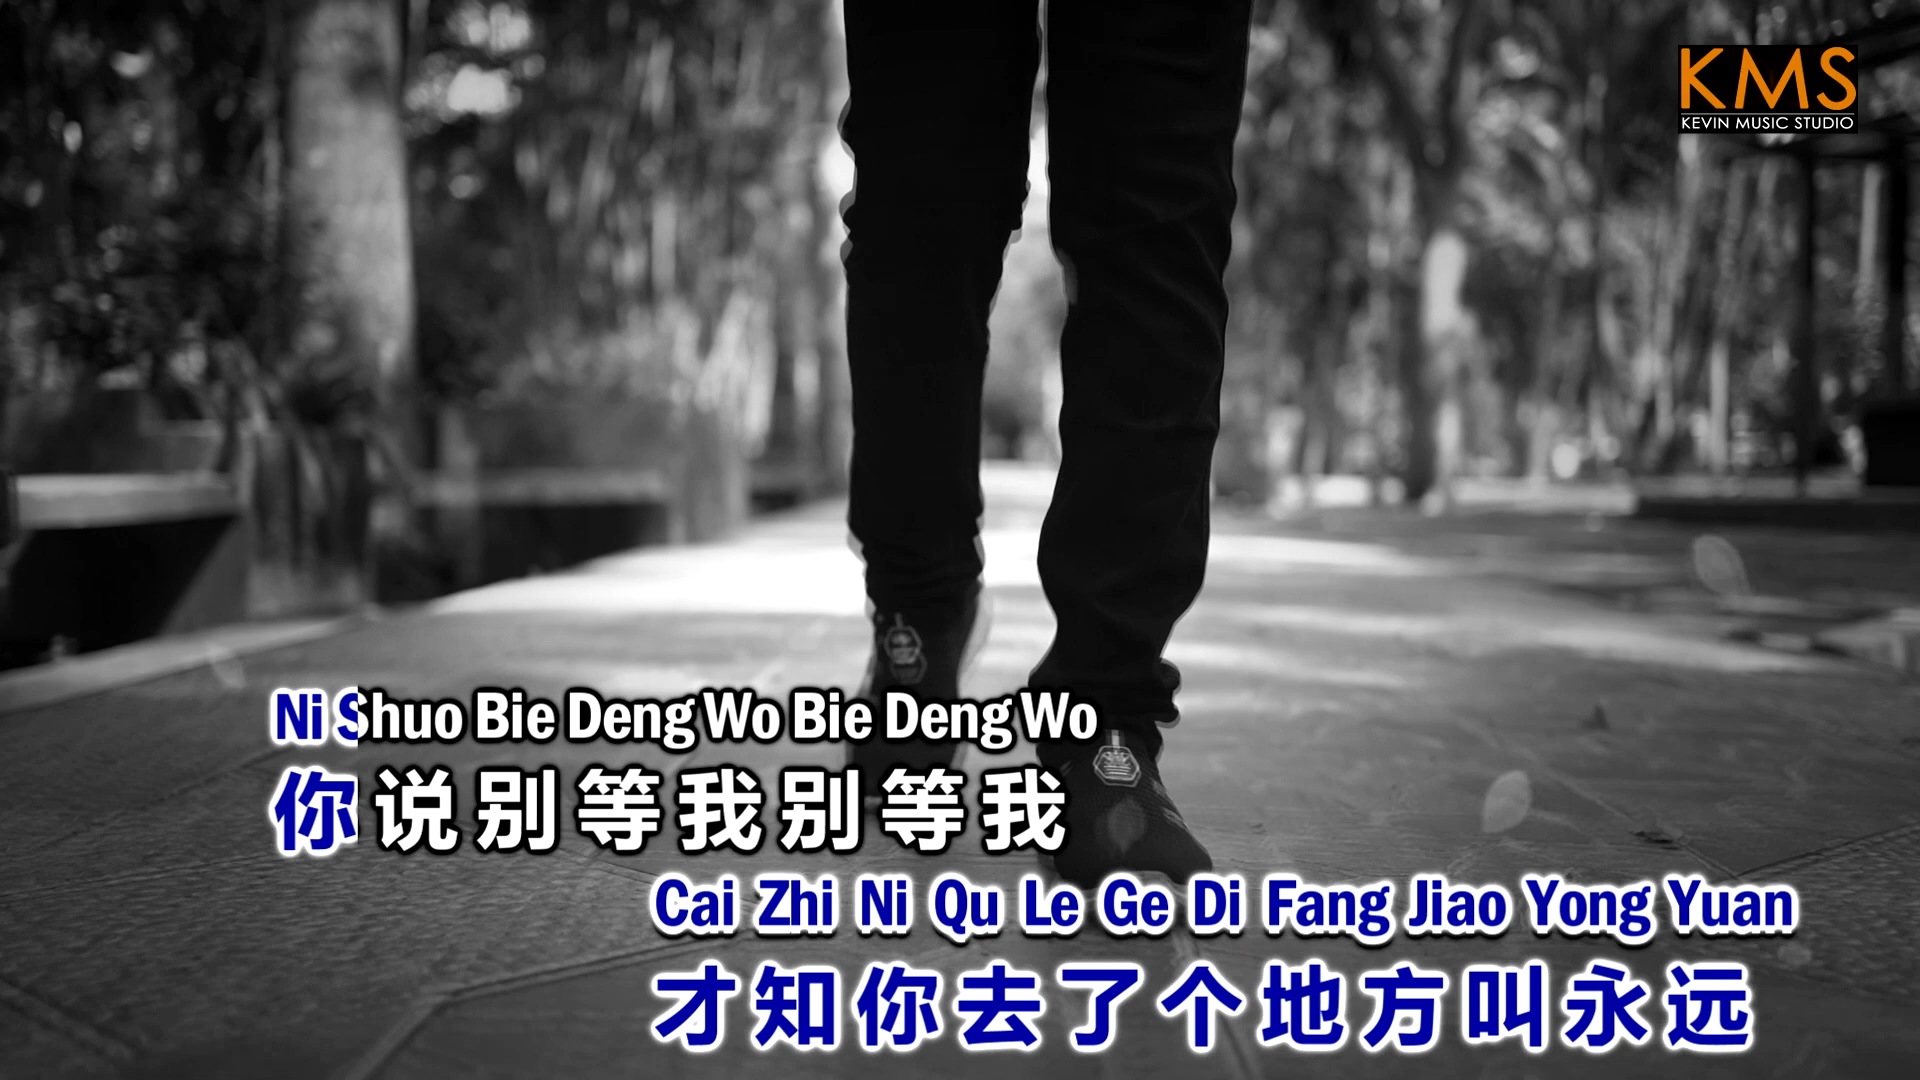 KMS
KEVIN MUSIC STUDIO
Ni Shuo Bie Deng Wo Bie Deng Wo
你说别等我别等我
Cai Zhi Ni Qu Le Ge Di Fang Jiao Yong Yuan
才知你去了个地方叫永远